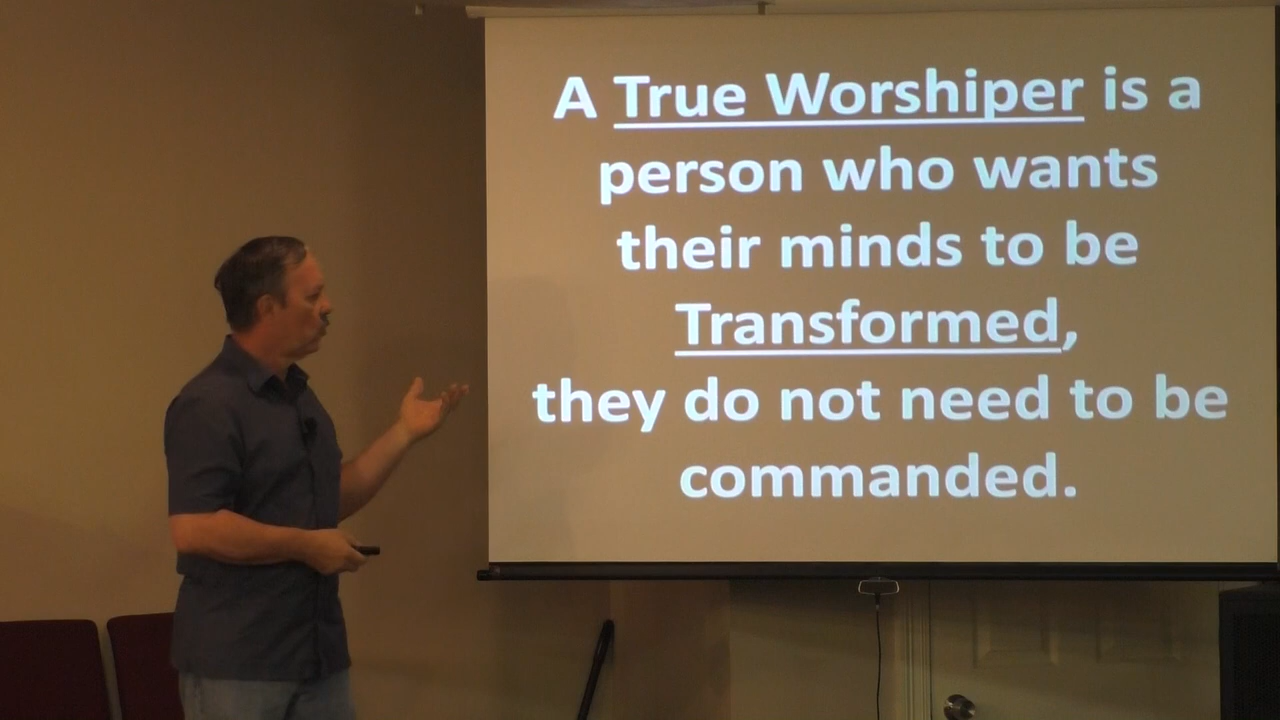 A True Worshiper is a
person who wants
their minds to be
Transformed,
they do not need to be
commanded.